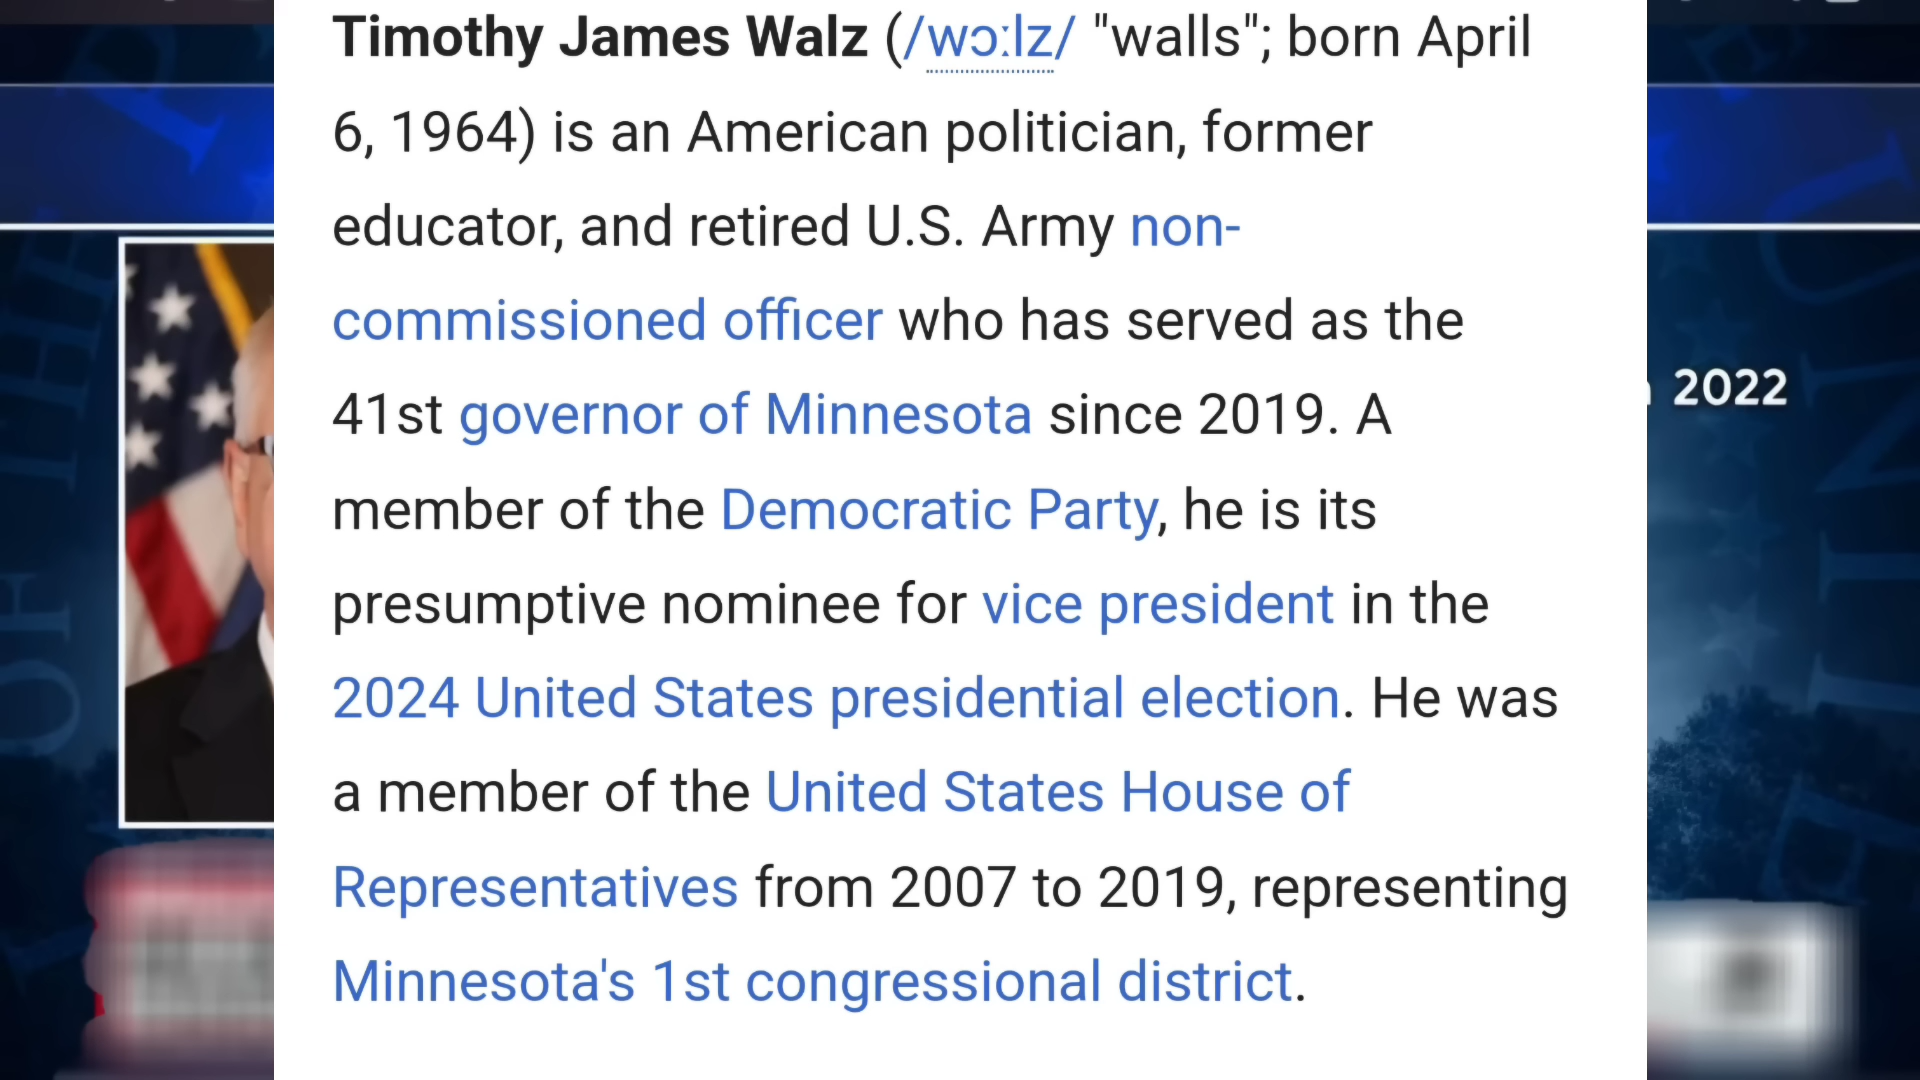 Timothy James Walz (/wɔːlz/ "walls"; born April
6, 1964) is an American politician, former
educator, and retired U.S. Army non-
commissioned officer who has served as the
41st governor of Minnesota since 2019. A
member of the Democratic Party, he is its
presumptive nominee for vice president in the
2024 United States presidential election. He was
a member of the United States House of
Representatives from 2007 to 2019, representing
Minnesota's 1st congressional district.
2022